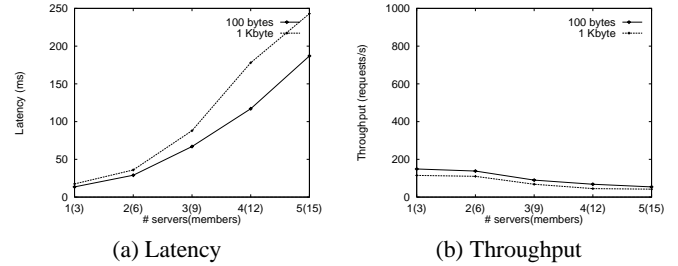 250
200
150
100
50
0
Latency (ms)
100 bytes
1 Kbyte
1(3) 2(6) 3(9) 4(12) 5(15)
# servers(members)
(a) Latency
1000
800
600
400
200
0
Throughput (requests/s)
100 bytes
1 Kbyte
1(3) 2(6) 3(9) 4(12) 5(15)
# servers(members)
(b) Throughput